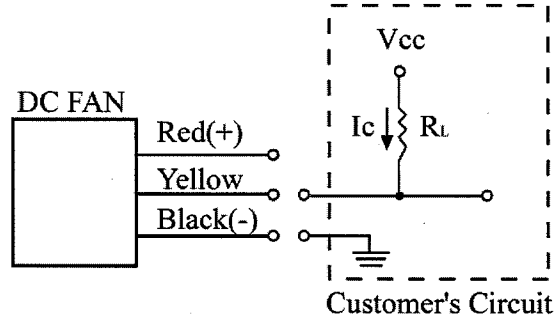 Vcc
DC FAN
Red(+)
Ic
RL
Yellow
Black(-)
Customer's Circuit